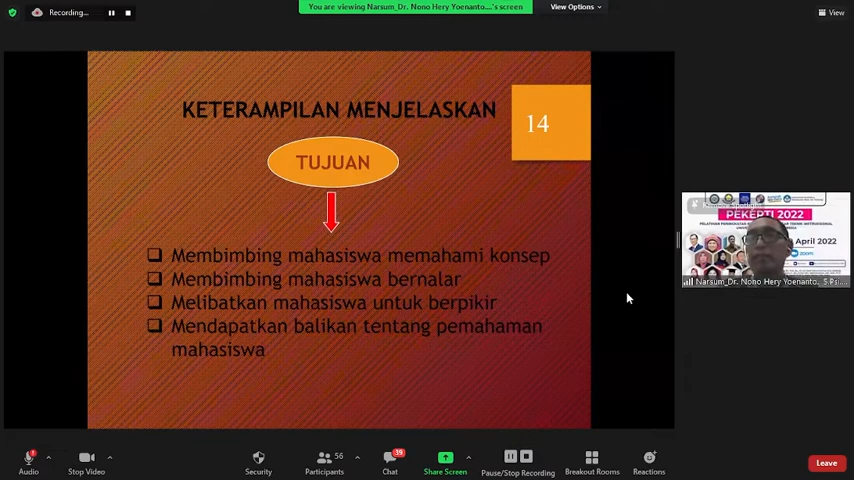 Recording...
You are viewing Narsum_Dr. Nono Hery Yoenanto....'s screen
View Options
View
KETERAMPILAN MENJELASKAN
14
TUJUAN
Membimbing mahasiswa memahami konsep
Membimbing mahasiswa bernalar
Melibatkan mahasiswa untuk berpikir
Mendapatkan balikan tentang pemahaman
mahasiswa
PEKERTI 2022
April 2022
zoom
Narsum_Dr. Nono Hery Yoenanto. S.Psi....
Audio
Stop Video
Security
56
Participants
39
Chat
Share Screen
Pause/Stop Recording
Breakout Rooms
Reactions
Leave